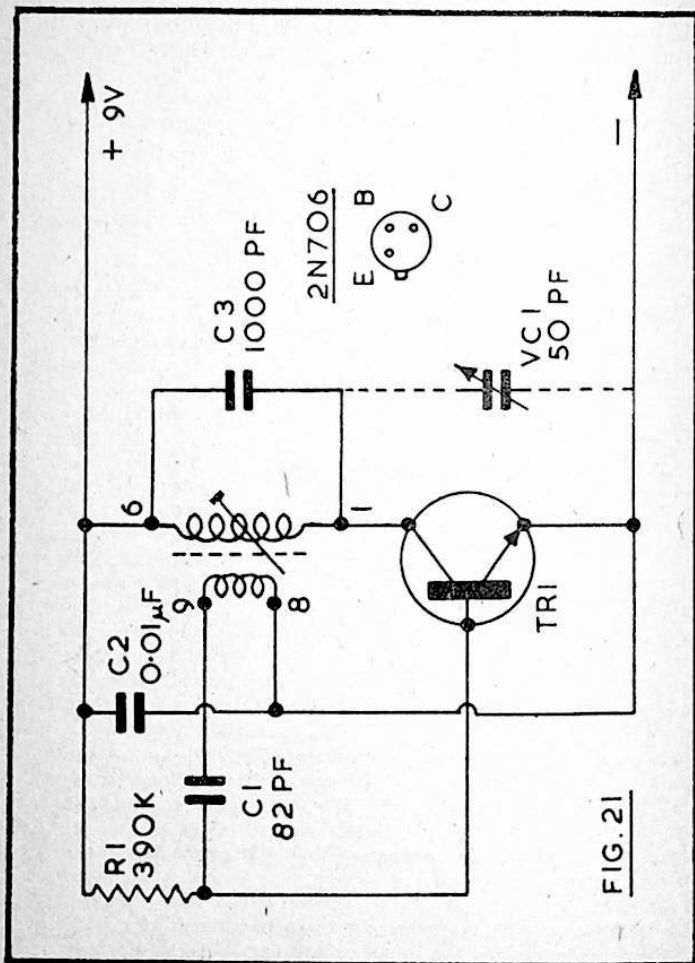 R1
390K
C2
0·01µF
+ 9V
6
C3
1000 PF
9
8
C1
82 PF
2N706
E B
C
1
TR1
VC1
50 PF
—
FIG. 21